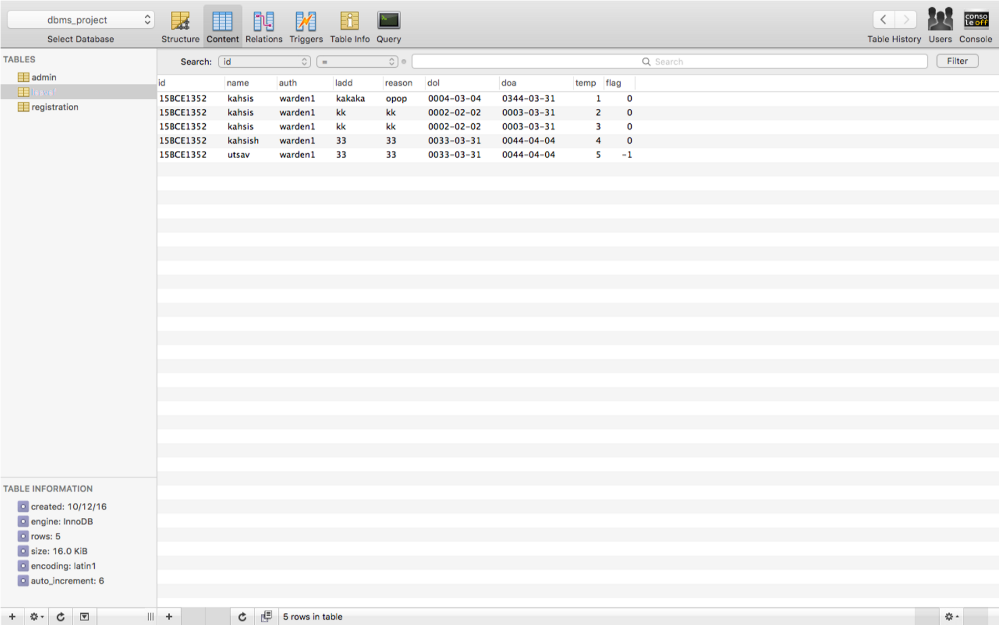 dbms_project
Select Database
Structure Content Relations Triggers Table Info Query
Table History Users Console
conso
le off
TABLES
admin
registration
Search: id = Search Filter
id name auth ladd reason dol doa temp flag
15BCE1352 kahsis warden1 kakaka opop 0004-03-04 0344-03-31 1 0
15BCE1352 kahsis warden1 kk kk 0002-02-02 0003-03-31 2 0
15BCE1352 kahsis warden1 kk kk 0002-02-02 0003-03-31 3 0
15BCE1352 kahsish warden1 33 33 0033-03-31 0044-04-04 4 0
15BCE1352 utsav warden1 33 33 0033-03-31 0044-04-04 5 -1
TABLE INFORMATION
created: 10/12/16
engine: InnoDB
rows: 5
size: 16.0 KiB
encoding: latin1
auto_increment: 6
5 rows in table